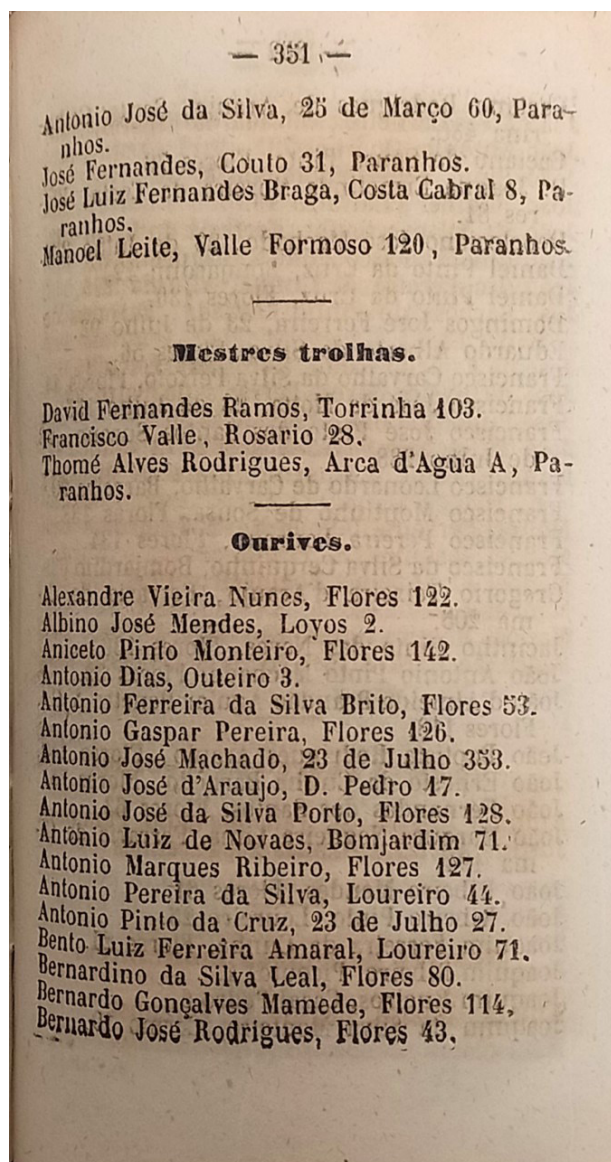 — 351 —
Antonio José da Silva, 25 de Março 60, Para-
nhos.
José Fernandes, Couto 31, Paranhos.
José Luiz Fernandes Braga, Costa Cabral 8, Pa-
ranhos.
Manoel Leite, Valle Formoso 120, Paranhos.
Mestres trolhas.
David Fernandes Ramos, Torrinha 103.
Francisco Valle, Rosario 28.
Thomé Alves Rodrigues, Arca d'Agua A, Pa-
ranhos.
Ourives.
Alexandre Vieira Nunes, Flores 122.
Albino José Mendes, Loyos 2.
Aniceto Pinto Monteiro, Flores 142.
Antonio Dias, Outeiro 3.
Antonio Ferreira da Silva Brito, Flores 53.
Antonio Gaspar Pereira, Flores 126.
Antonio José Machado, 23 de Julho 353.
Antonio José d'Araujo, D. Pedro 17.
Antonio José da Silva Porto, Flores 128.
Antonio Luiz de Novaes, Bomjardim 71.
Antonio Marques Ribeiro, Flores 127.
Antonio Pereira da Silva, Loureiro 44.
Antonio Pinto da Cruz, 23 de Julho 27.
Bento Luiz Ferreira Amaral, Loureiro 71.
Bernardino da Silva Leal, Flores 80.
Bernardo Gonçalves Mamede, Flores 114.
Bernardo José Rodrigues, Flores 43.